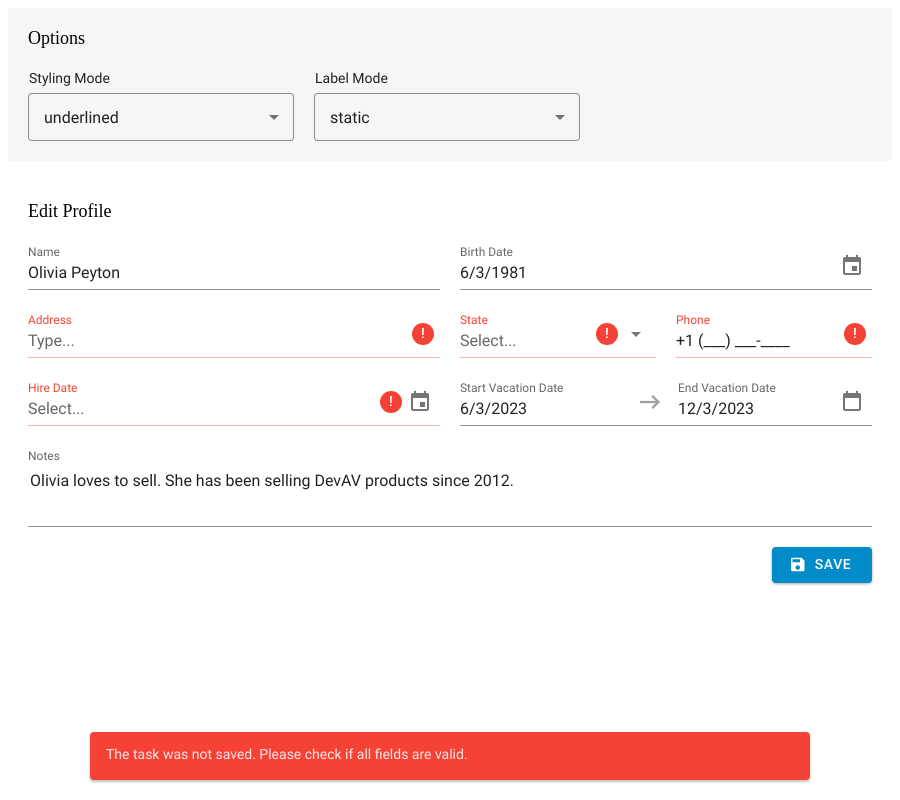 Options
Styling Mode Label Mode
underlined static
Edit Profile
Name Birth Date
Olivia Peyton 6/3/1981
Address State Phone
Type... ! Select... ! +1 (___) ___-____ !
Hire Date Start Vacation Date End Vacation Date
Select... ! 6/3/2023 12/3/2023
Notes
Olivia loves to sell. She has been selling DevAV products since 2012.
SAVE
The task was not saved. Please check if all fields are valid.